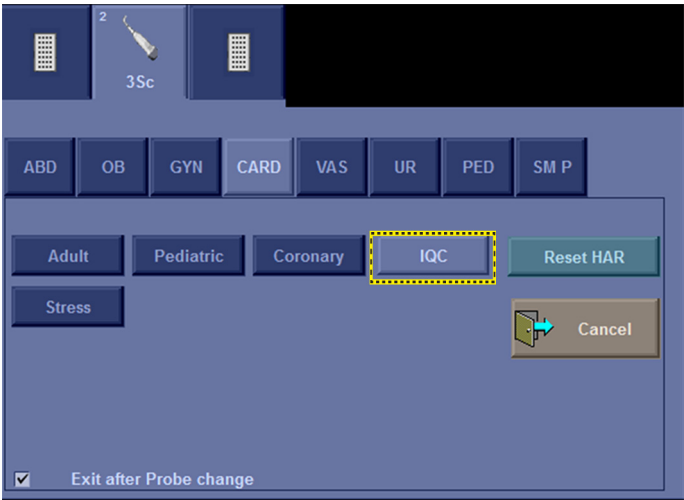 2
3Sc
ABD OB GYN CARD VAS UR PED SM P
Adult Pediatric Coronary IQC Reset HAR
Stress
Cancel
Exit after Probe change